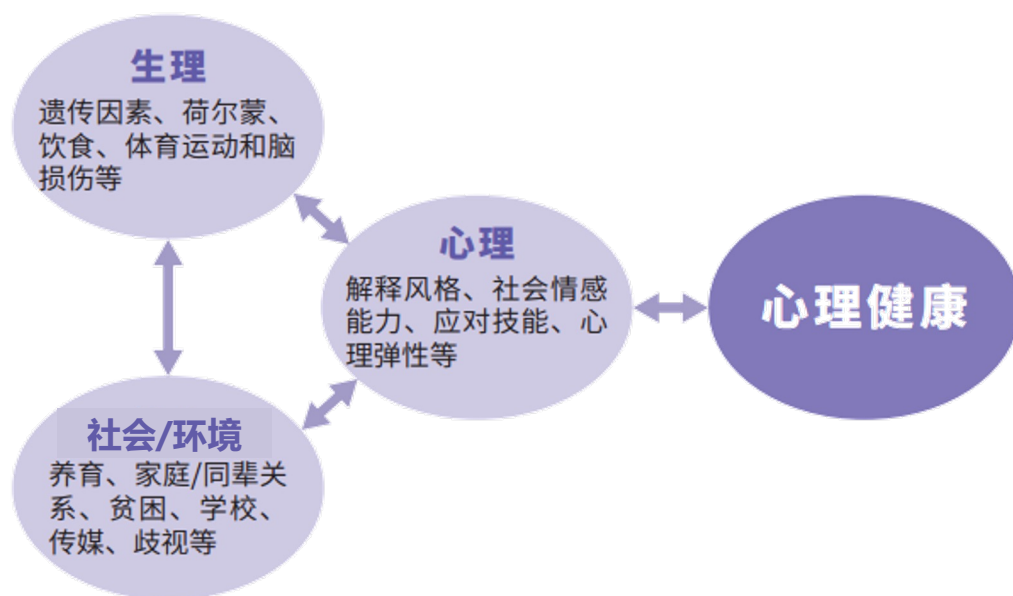 生理
遗传因素、荷尔蒙、
饮食、体育运动和脑
损伤等
心理
解释风格、社会情感
能力、应对技能、心
理弹性等
心理健康
社会/环境
养育、家庭/同辈关
系、贫困、学校、
传媒、歧视等